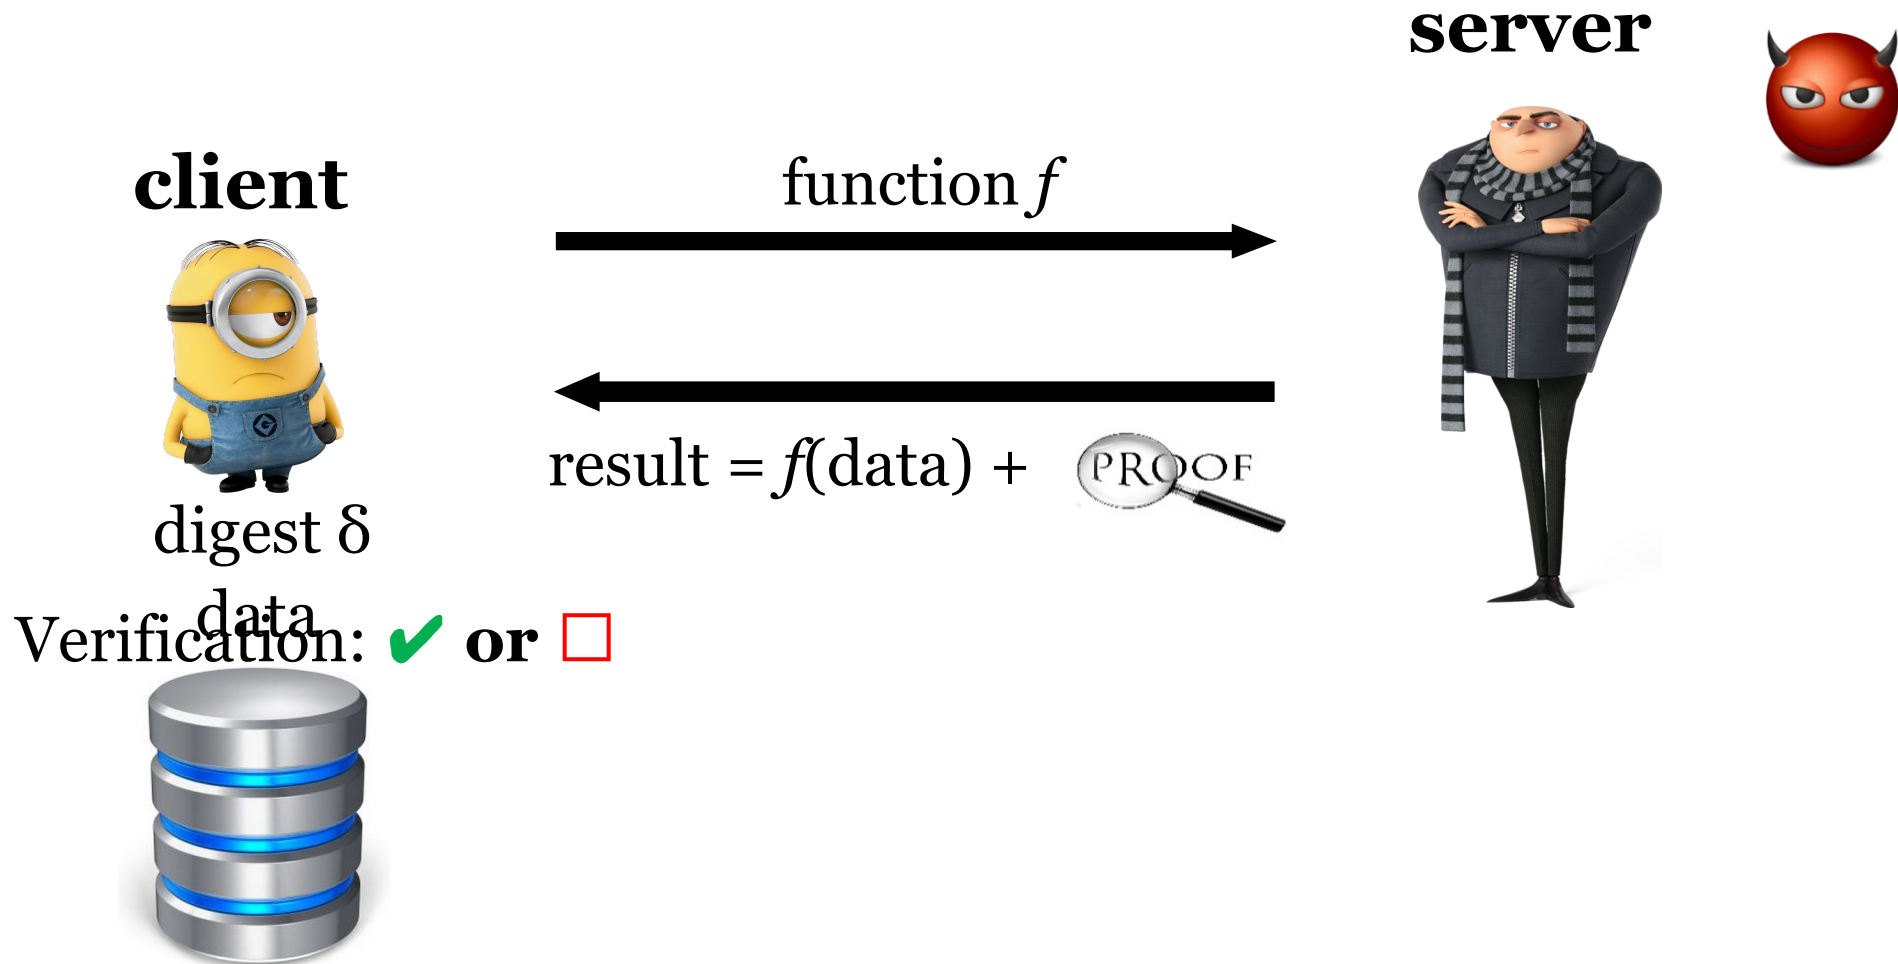 server
client
function f
result = f(data) + PROOF
digest δ
data
Verification: ✔ or ☐